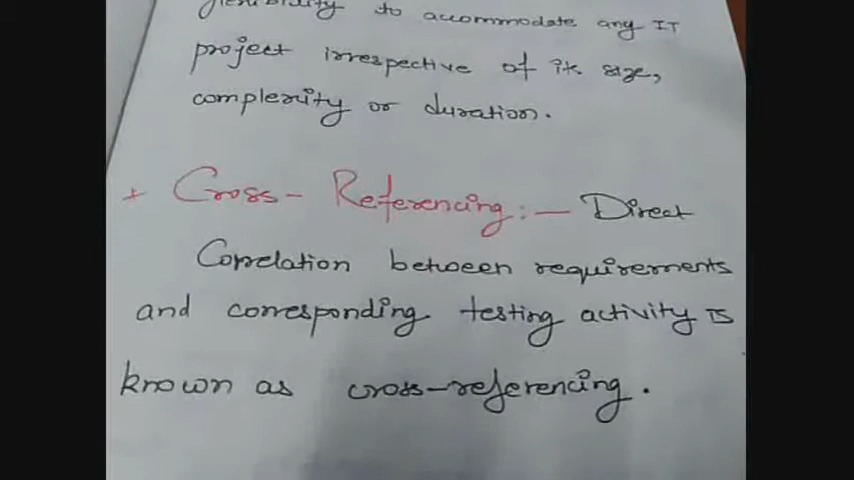 flexibility to accommodate any IT
project irrespective of its size,
complexity or duration.
+ Cross-Referencing:- Direct
Correlation between requirements
and corresponding testing activity is
known as cross-referencing.